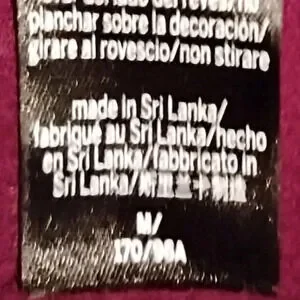 planchar sobre la decoración/
girare al rovescio/non stirare
made in Sri Lanka/
fabriqué au Sri Lanka/hecho
en Sri Lanka/fabbricato in
Sri Lanka/
M/
170/96A